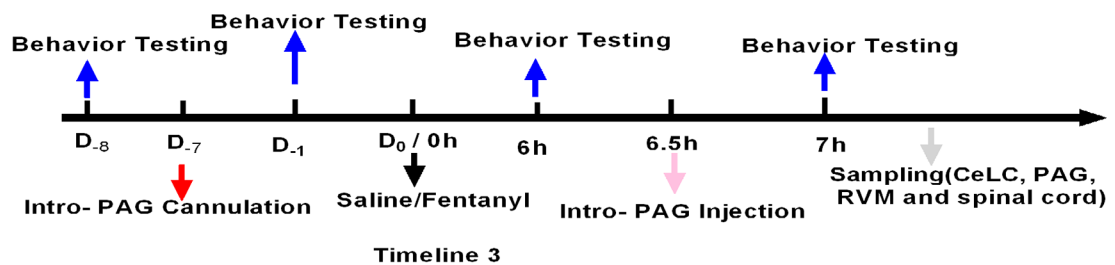 Behavior Testing
Behavior Testing
Behavior Testing
Behavior Testing
D-8
D-7
D-1
D0 / 0h
6h
6.5h
7h
Intro- PAG Cannulation
Saline/Fentanyl
Intro- PAG Injection
Sampling(CeLC, PAG,
RVM and spinal cord)
Timeline 3